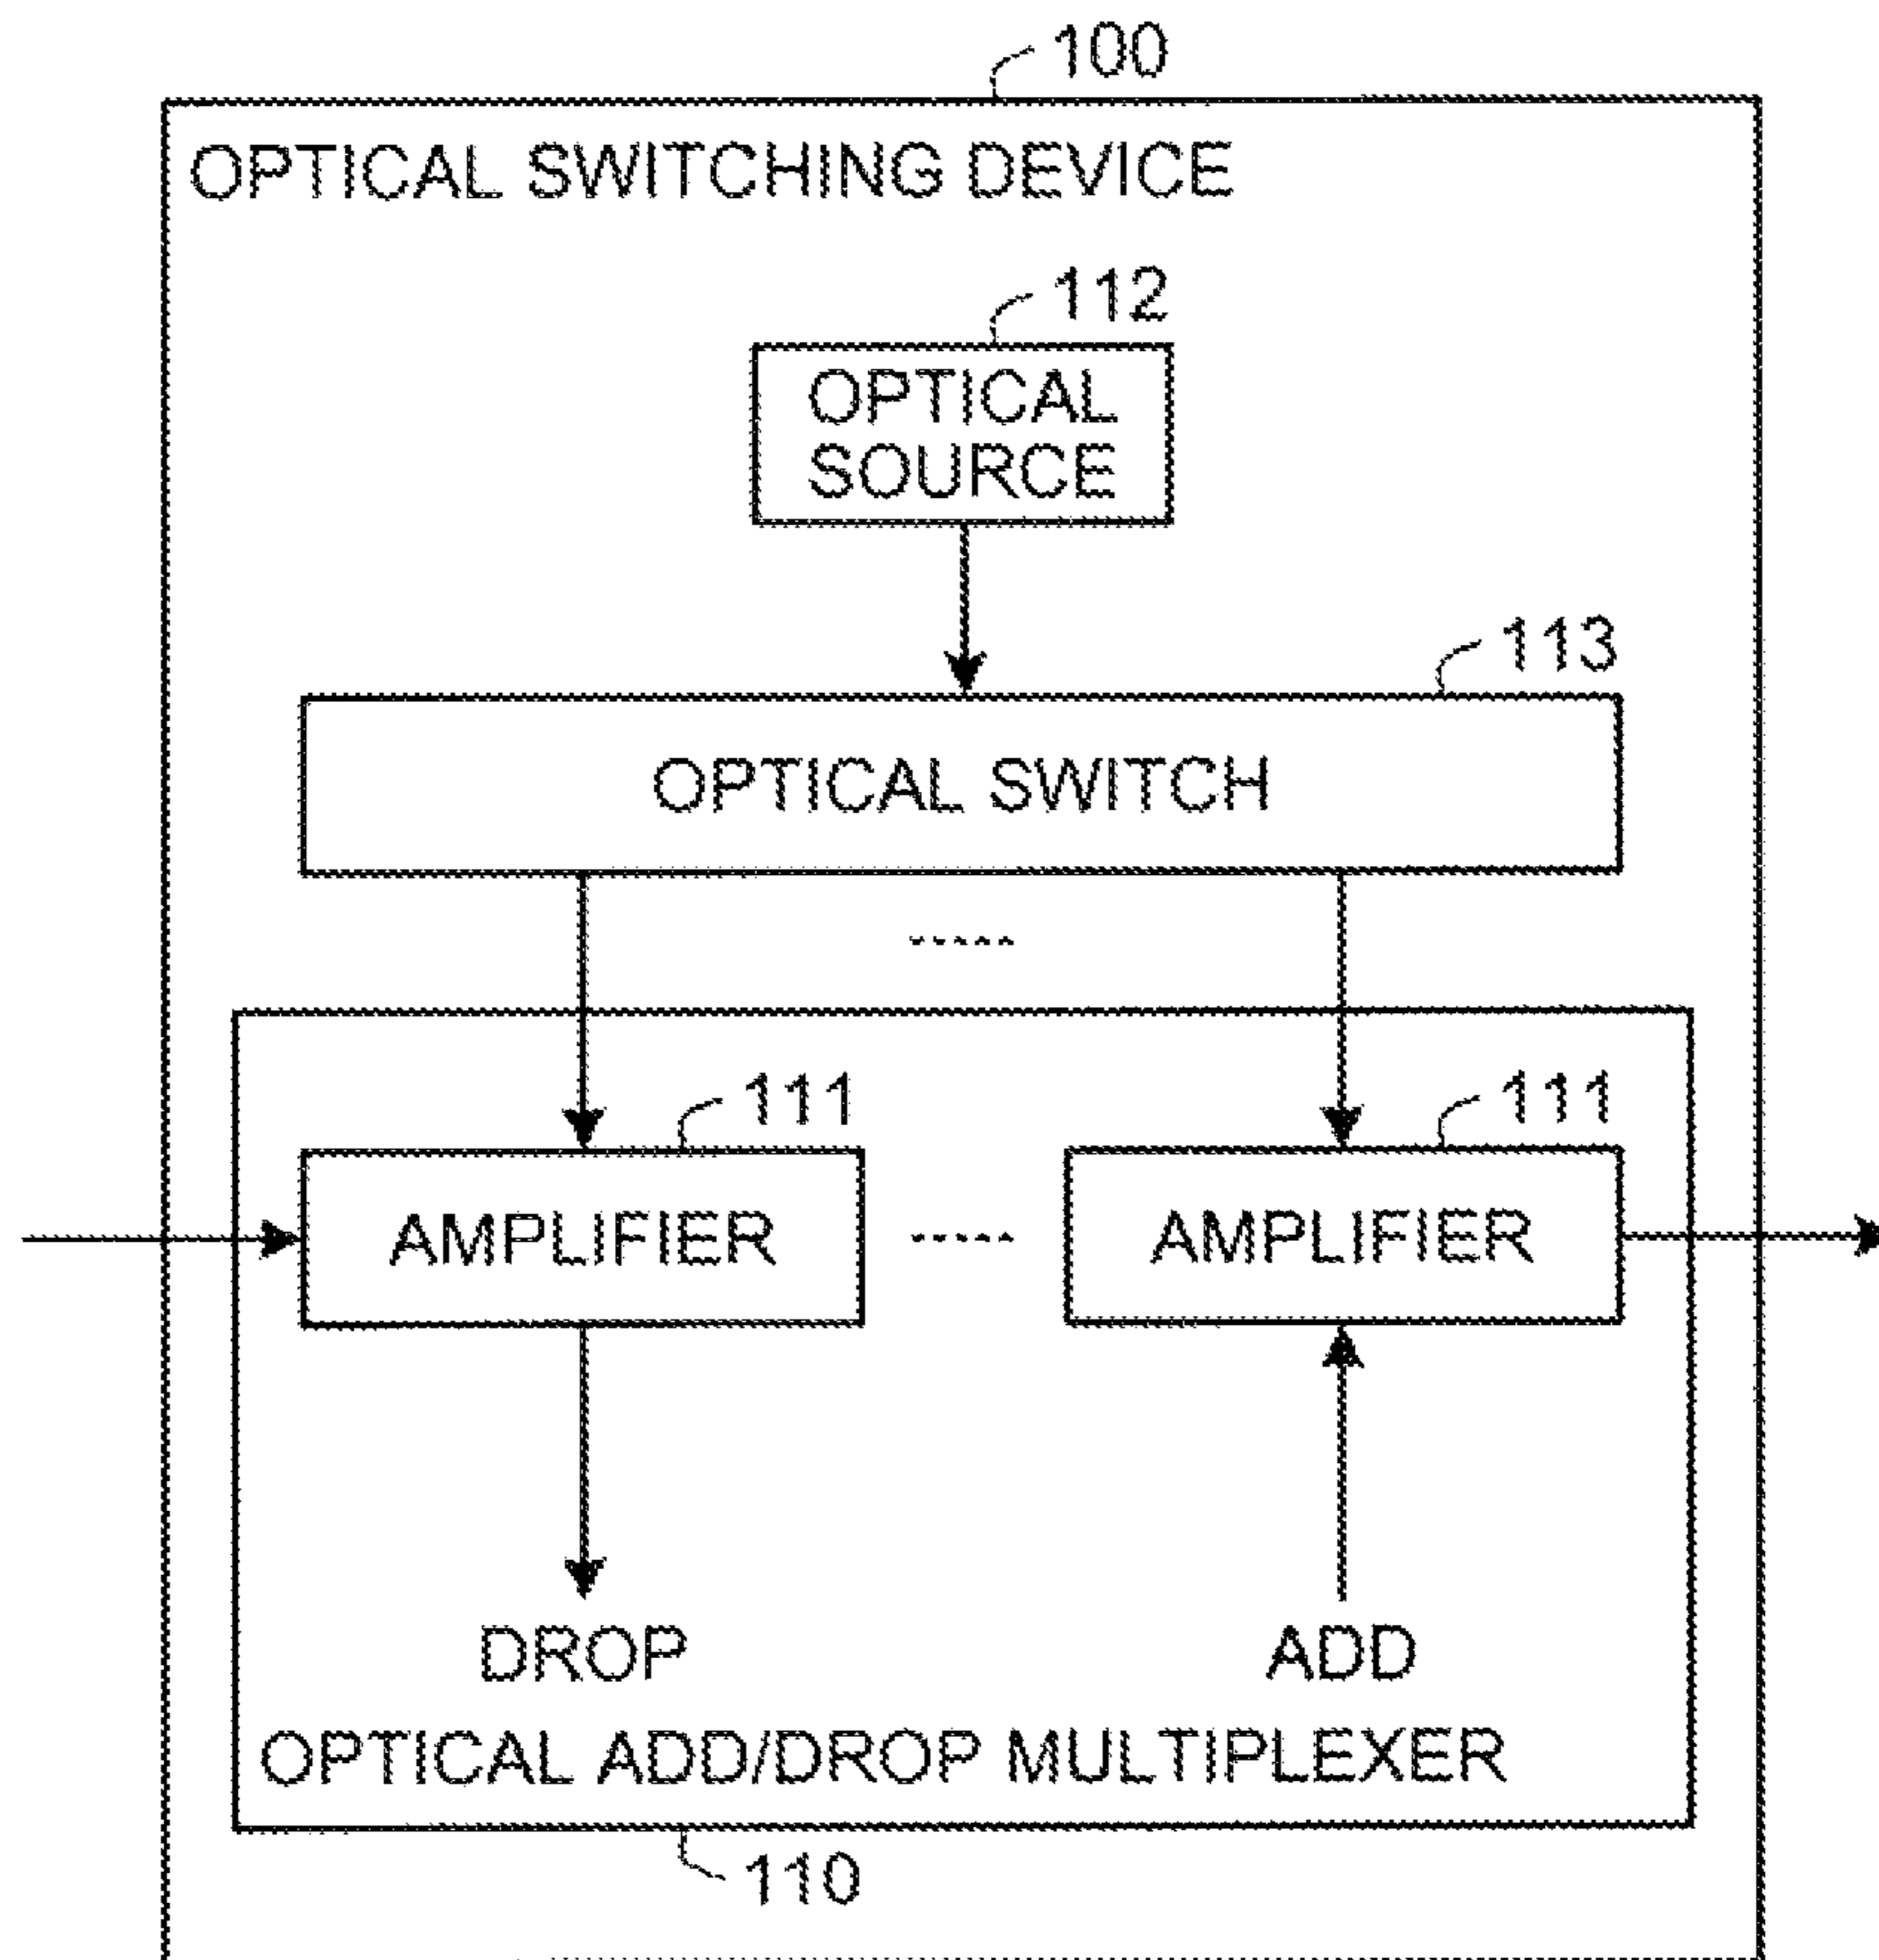 100
OPTICAL SWITCHING DEVICE
112
OPTICAL
SOURCE
113
OPTICAL SWITCH
111
111
AMPLIFIER
AMPLIFIER
DROP
ADD
OPTICAL ADD/DROP MULTIPLEXER
110